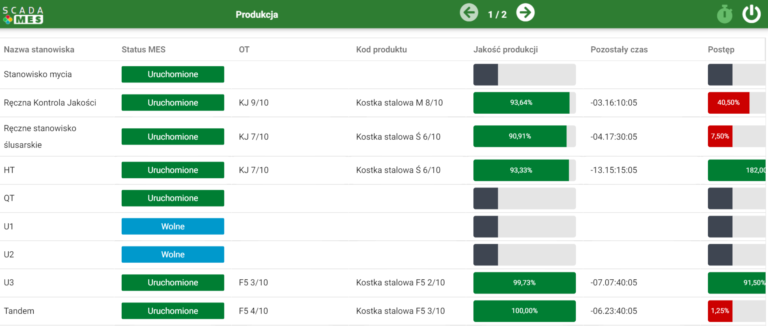 SCADA
MES
Produkcja
1 / 2
Nazwa stanowiska Status MES OT Kod produktu Jakość produkcji Pozostały czas Postęp
Stanowisko mycia Uruchomione
Ręczna Kontrola Jakości Uruchomione KJ 9/10 Kostka stalowa M 8/10 93,64% -03.16:10:05 40,50%
Ręczne stanowisko
ślusarskie Uruchomione KJ 7/10 Kostka stalowa Ś 6/10 90,91% -04.17:30:05 7,50%
HT Uruchomione KJ 7/10 Kostka stalowa Ś 6/10 93,33% -13.15:15:05 182,00
QT Uruchomione
U1 Wolne
U2 Wolne
U3 Uruchomione F5 3/10 Kostka stalowa F5 2/10 99,73% -07.07:40:05 91,50%
Tandem Uruchomione F5 4/10 Kostka stalowa F5 3/10 100,00% -06.23:40:05 1,25%